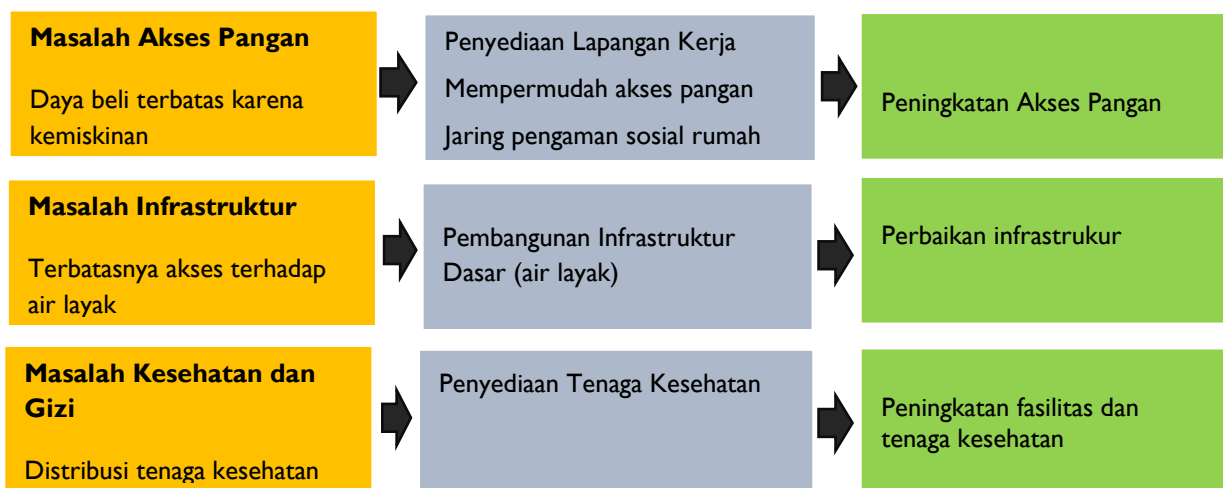 Masalah Akses Pangan
Daya beli terbatas karena
kemiskinan
Penyediaan Lapangan Kerja
Mempermudah akses pangan
Jaring pengaman sosial rumah
Peningkatan Akses Pangan
Masalah Infrastruktur
Terbatasnya akses terhadap
air layak
Pembangunan Infrastruktur
Dasar (air layak)
Perbaikan infrastrukur
Masalah Kesehatan dan
Gizi
Distribusi tenaga kesehatan
Penyediaan Tenaga Kesehatan
Peningkatan fasilitas dan
tenaga kesehatan